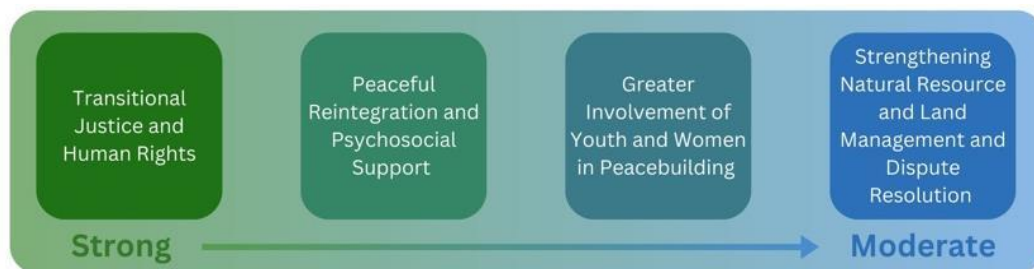 Transitional
Justice and
Human Rights
Peaceful
Reintegration and
Psychosocial
Support
Greater
Involvement of
Youth and Women
in Peacebuilding
Strengthening
Natural Resource
and Land
Management and
Dispute
Resolution
Strong
Moderate